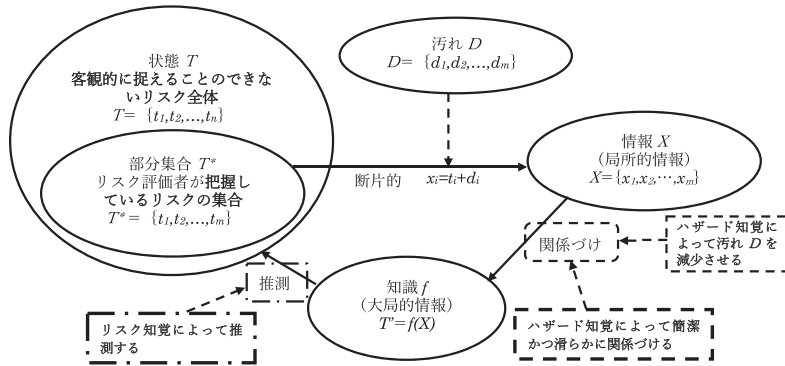 状態 T
客観的に捉えることのできな
いリスク全体
T= {t₁,t₂,…,tₙ}
部分集合 T*
リスク評価者が把握し
ているリスクの集合
T*= {t₁,t₂,…,tₘ}
汚れ D
D= {d₁,d₂,…,dₘ}
断片的
xᵢ=tᵢ+dᵢ
情報 X
(局所的情報)
X={x₁,x₂,⋯,xₘ}
関係づけ
ハザード知覚に
よって汚れ D を
減少させる
推測
知識 f
(大局的情報)
T'=f(X)
リスク知覚によって推
測する
ハザード知覚によって簡潔
かつ滑らかに関係づける